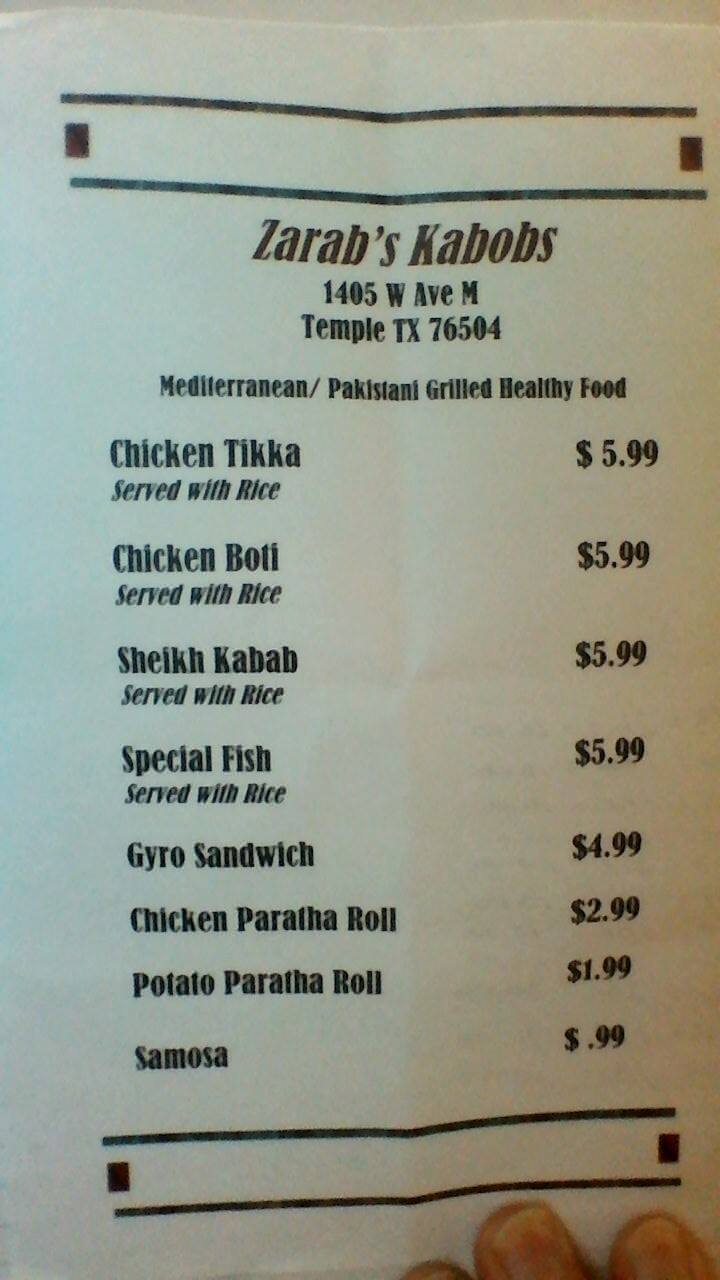 Zarab's Kabobs
1405 W Ave M
Temple TX 76504
Mediterranean/ Pakistani Grilled Healthy Food
Chicken Tikka $ 5.99
Served with Rice
Chicken Boti $5.99
Served with Rice
Sheikh Kabab $5.99
Served with Rice
Special Fish $5.99
Served with Rice
Gyro Sandwich $4.99
Chicken Paratha Roll $2.99
Potato Paratha Roll $1.99
Samosa $ .99